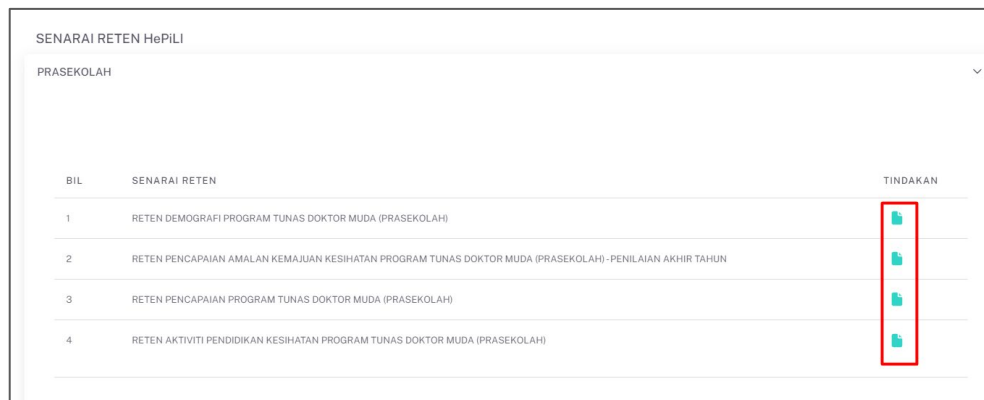 SENARAI RETEN HePiLI
PRASEKOLAH
BIL SENARAI RETEN TINDAKAN
1 RETEN DEMOGRAFI PROGRAM TUNAS DOKTOR MUDA (PRASEKOLAH)
2 RETEN PENCAPAIAN AMALAN KEMAJUAN KESIHATAN PROGRAM TUNAS DOKTOR MUDA (PRASEKOLAH)-PENILAIAN AKHIR TAHUN
3 RETEN PENCAPAIAN PROGRAM TUNAS DOKTOR MUDA (PRASEKOLAH)
4 RETEN AKTIVITI PENDIDIKAN KESIHATAN PROGRAM TUNAS DOKTOR MUDA (PRASEKOLAH)